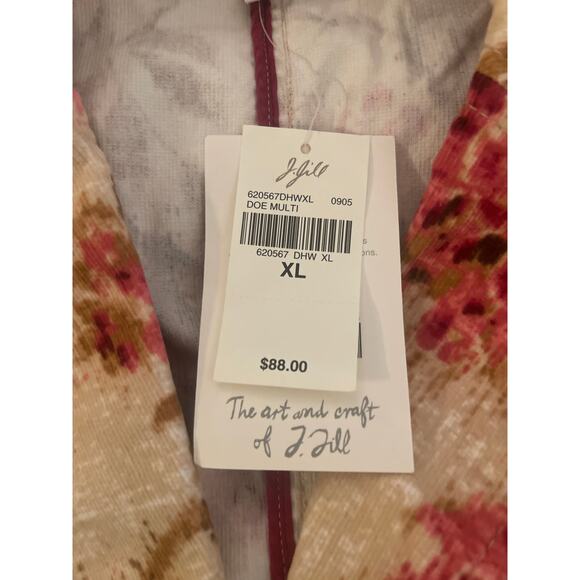 J.Jill
620567DHWXL 0905
DOE MULTI
620567 DHW XL
XL
$88.00
The art and craft
of J.Jill